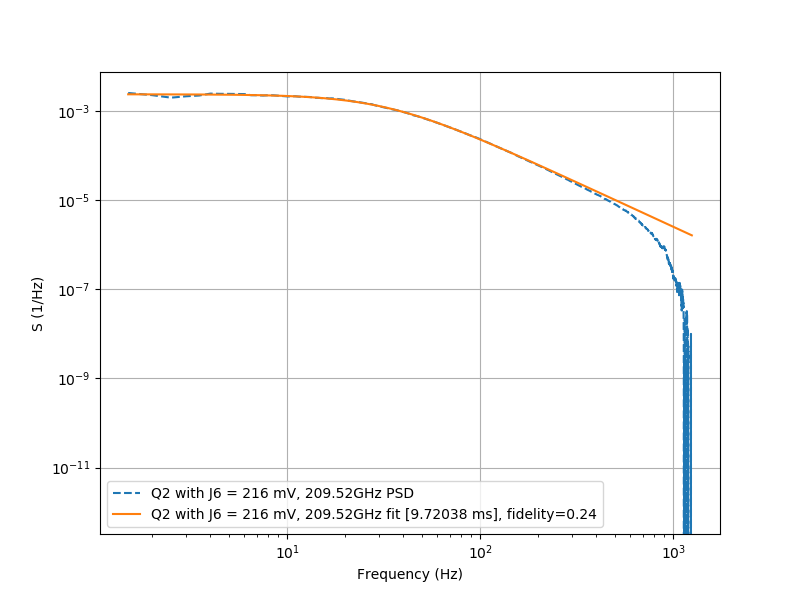 10⁻³
10⁻⁵
10⁻⁷
10⁻⁹
10⁻¹¹
S (1/Hz)
Q2 with J6 = 216 mV, 209.52GHz PSD
Q2 with J6 = 216 mV, 209.52GHz fit [9.72038 ms], fidelity=0.24
10¹ 10² 10³
Frequency (Hz)